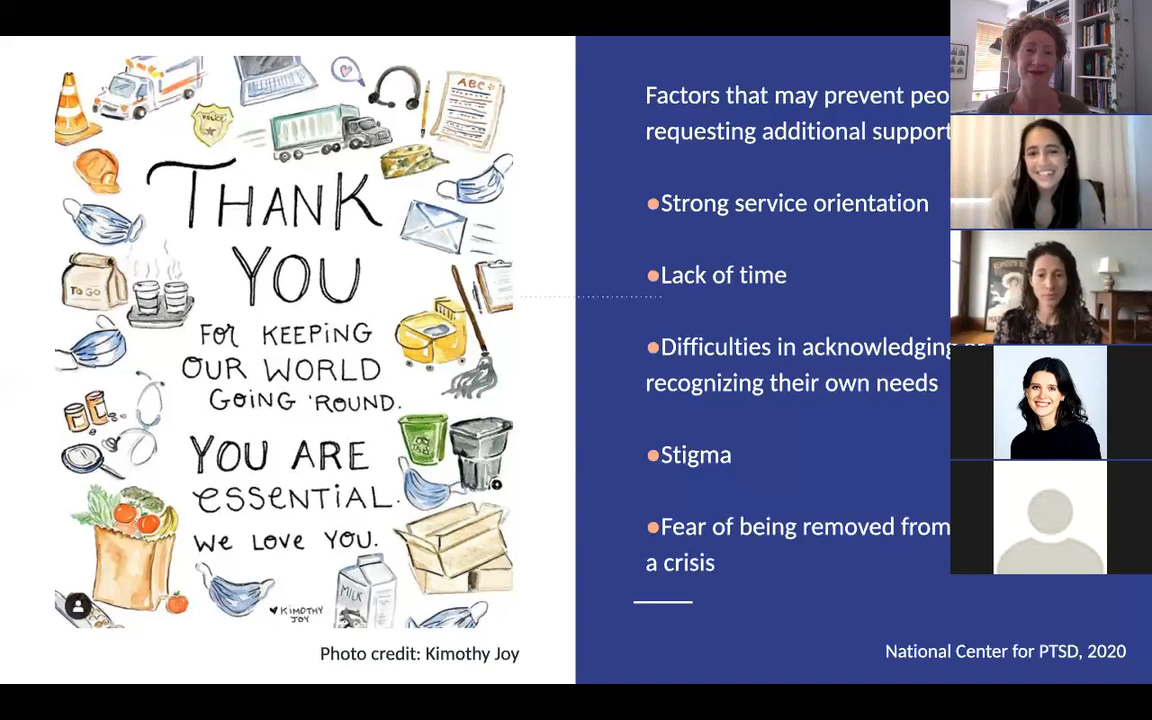 POLICE
ABC
THANK
YOU
TO GO
FOR KEEPING
OUR WORLD
GOING 'ROUND.
YOU ARE
ESSENTIAL.
WE LOVE YOU.
MILK
KIMOTHY
JOY
Photo credit: Kimothy Joy
Factors that may prevent
requesting additional support
●Strong service orientation
●Lack of time
●Difficulties in acknowledging
recognizing their own needs
●Stigma
●Fear of being removed from
a crisis
National Center for PTSD, 2020